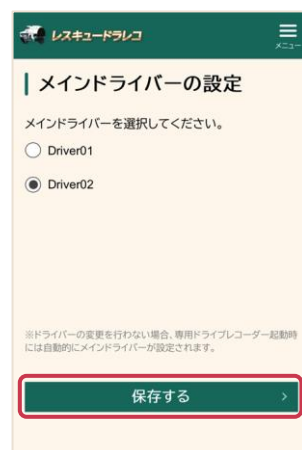 レスキュードラレコ
メニュー
メインドライバーの設定
メインドライバーを選択してください。
Driver01
Driver02
※ドライバーの変更を行わない場合、専用ドライブレコーダー起動時
には自動的にメインドライバーが設定されます。
保存する